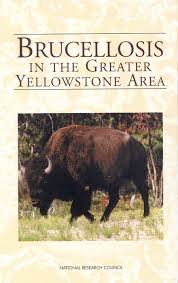 BRUCELLOSIS
IN THE GREATER
YELLOWSTONE AREA
NATIONAL RESEARCH COUNCIL